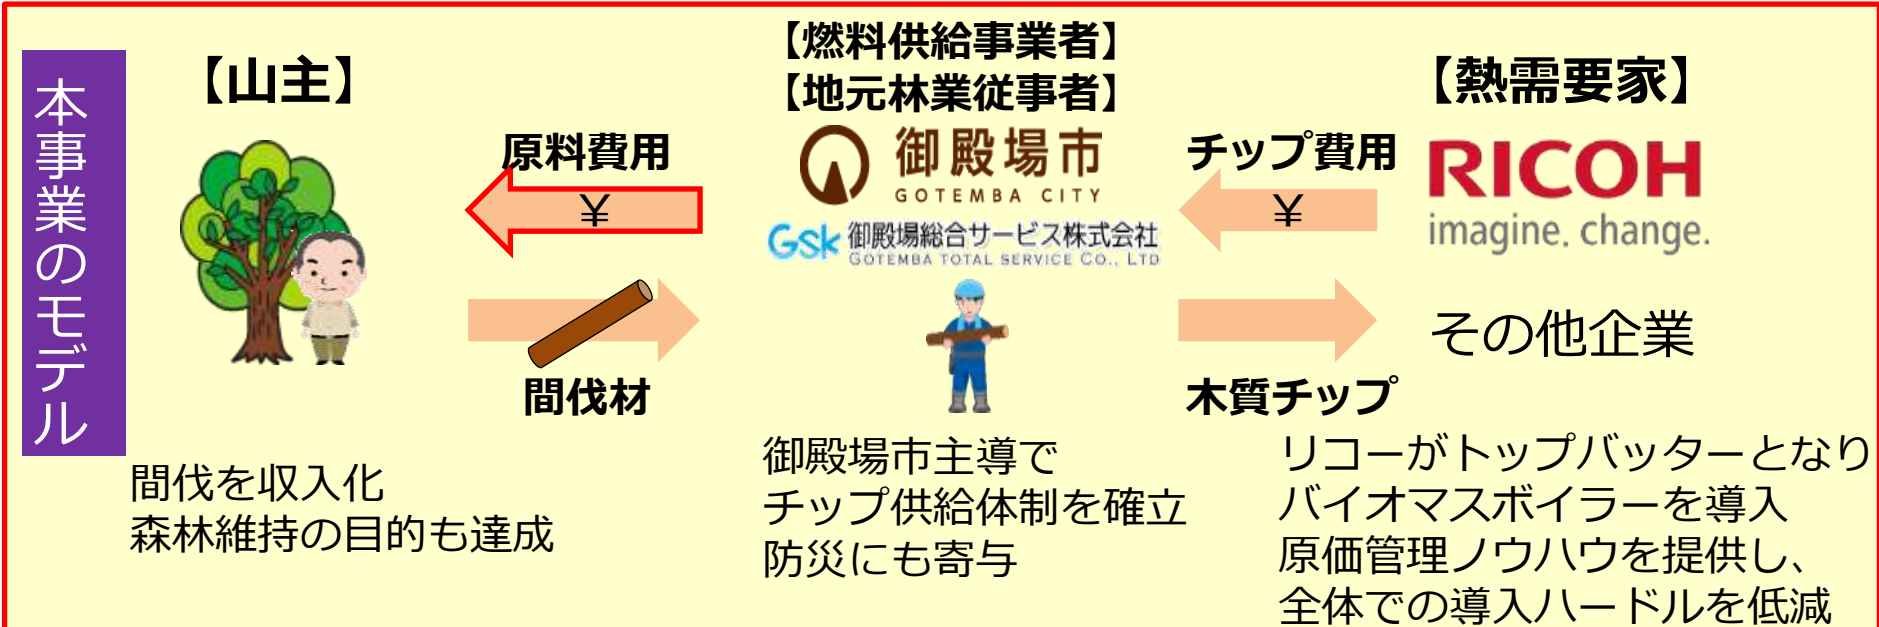 本事業のモデル
【山主】
原料費用
¥
間伐材
間伐を収入化
森林維持の目的も達成
【燃料供給事業者】
【地元林業従事者】
御殿場市
GOTEMBA CITY
Gsk 御殿場総合サービス株式会社
GOTEMBA TOTAL SERVICE CO., LTD
御殿場市主導で
チップ供給体制を確立
防災にも寄与
チップ費用
¥
木質チップ
【熱需要家】
RICOH
imagine. change.
その他企業
リコーがトップバッターとなり
バイオマスボイラーを導入
原価管理ノウハウを提供し、
全体での導入ハードルを低減